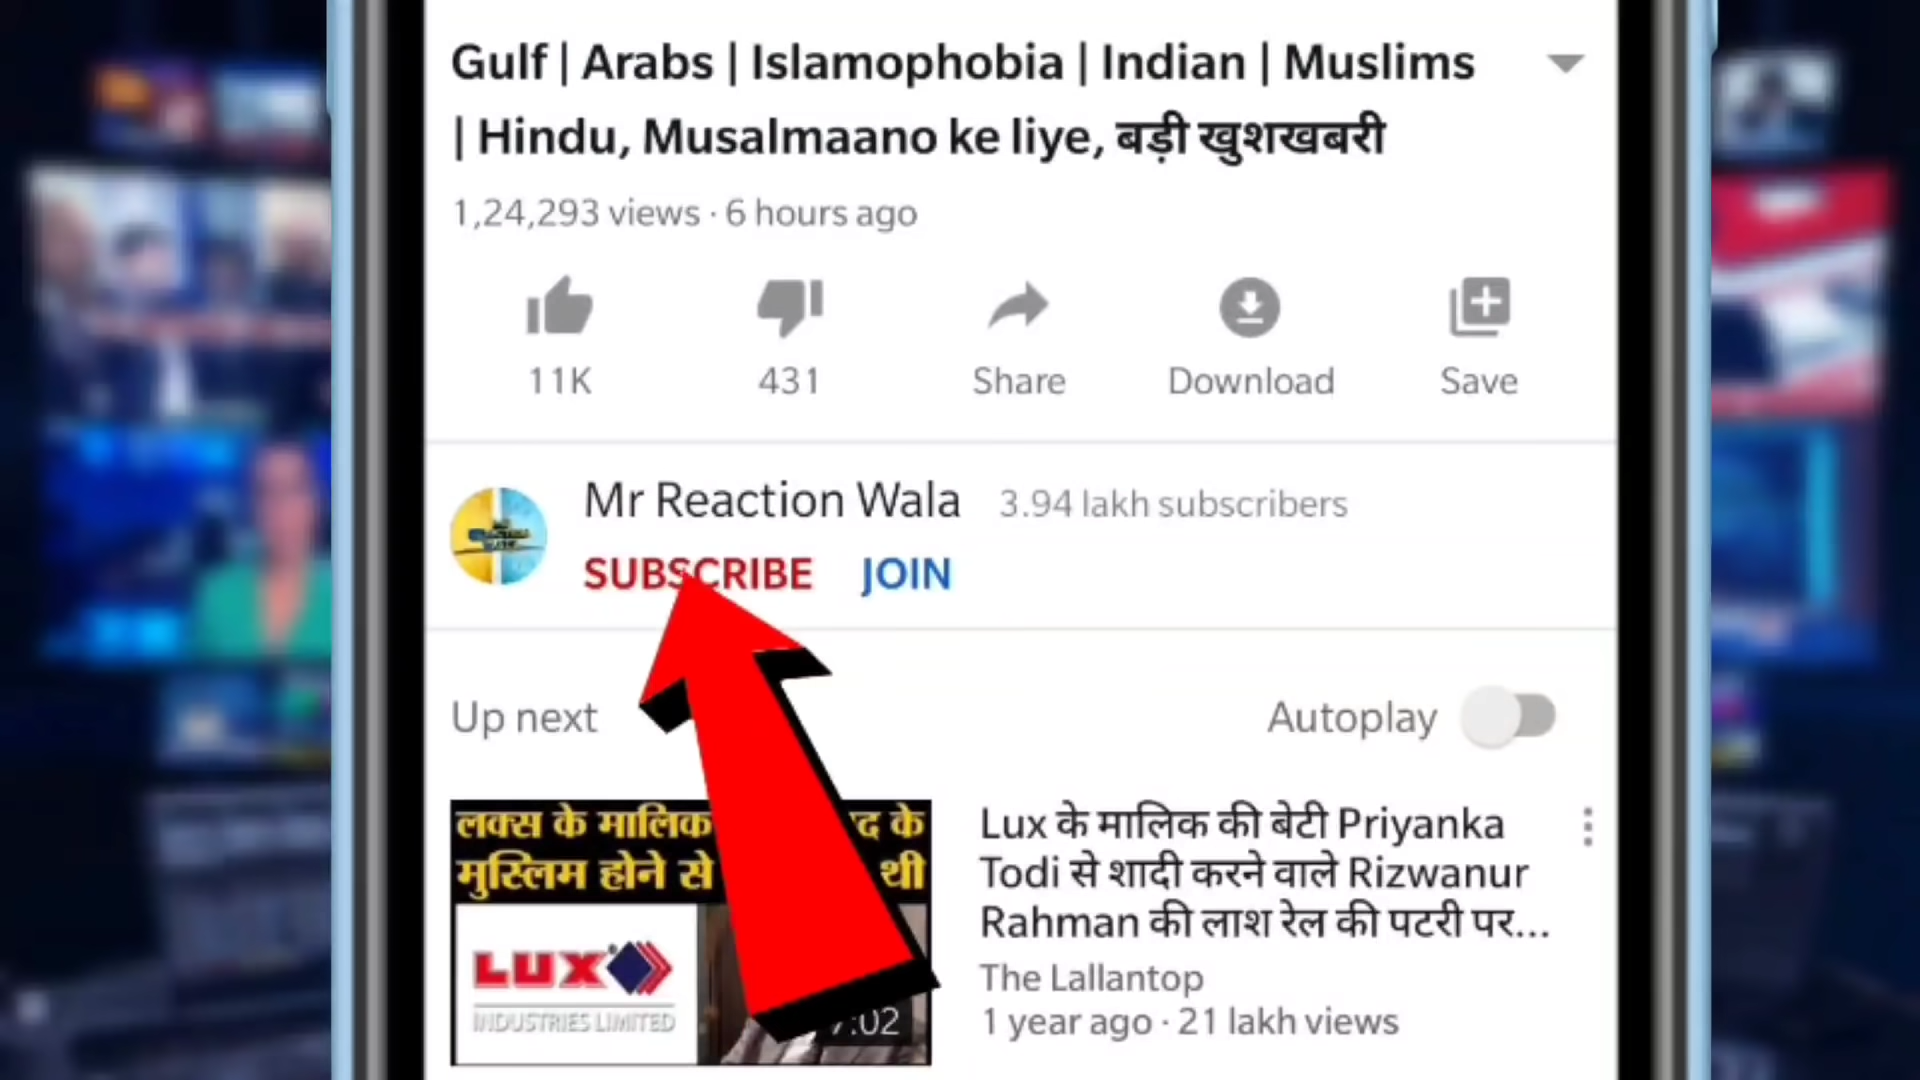 Gulf | Arabs | Islamophobia | Indian | Muslims
| Hindu, Musalmaano ke liye, बड़ी खुशखबरी
1,24,293 views · 6 hours ago
11K 431 Share Download Save
Mr Reaction Wala 3.94 lakh subscribers
SUBSCRIBE JOIN
Up next Autoplay
लक्स के मालिक द के
मुस्लिम होने से थी
LUX
INDUSTRIES LIMITED
7:02
Lux के मालिक की बेटी Priyanka
Todi से शादी करने वाले Rizwanur
Rahman की लाश रेल की पटरी पर...
The Lallantop
1 year ago · 21 lakh views